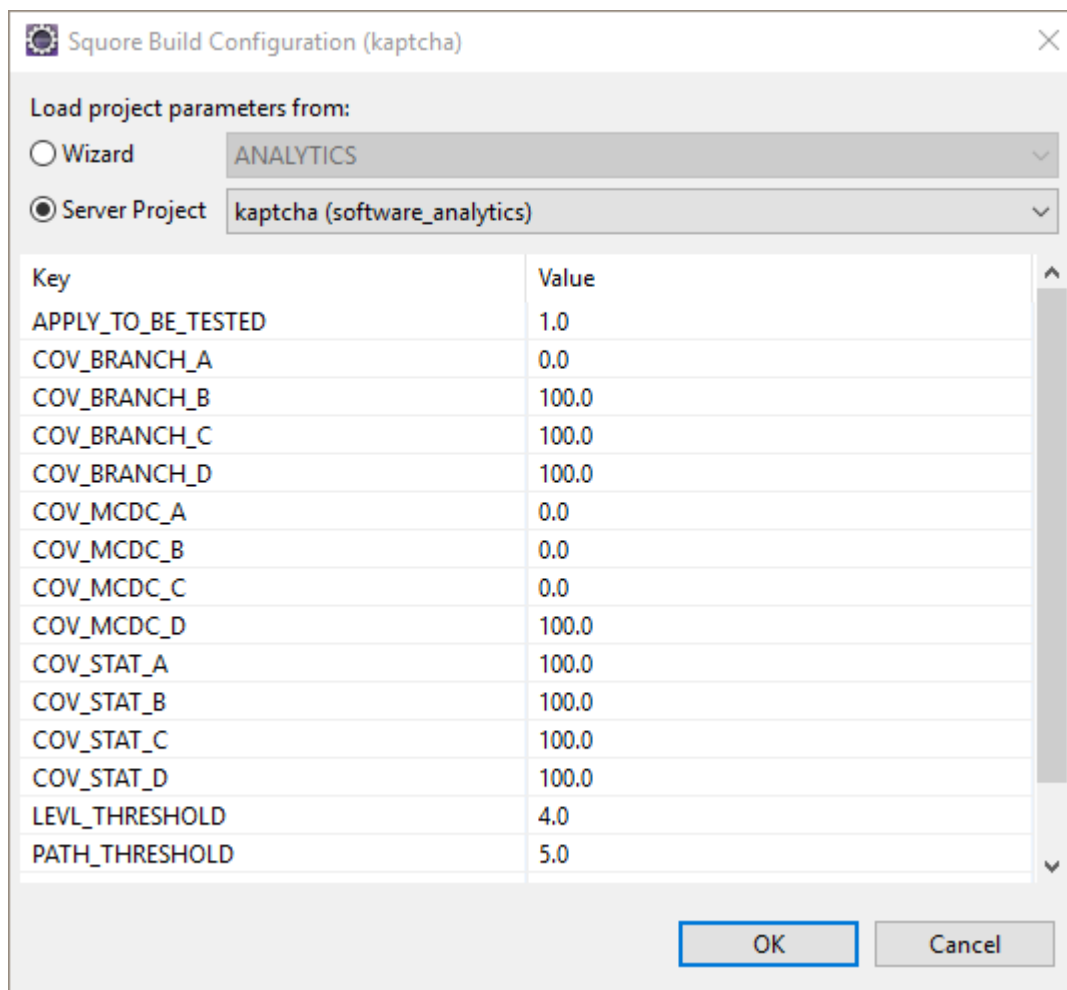 Squore Build Configuration (kaptcha)
Load project parameters from:
Wizard ANALYTICS
Server Project kaptcha (software_analytics)
Key Value
APPLY_TO_BE_TESTED 1.0
COV_BRANCH_A 0.0
COV_BRANCH_B 100.0
COV_BRANCH_C 100.0
COV_BRANCH_D 100.0
COV_MCDC_A 0.0
COV_MCDC_B 0.0
COV_MCDC_C 0.0
COV_MCDC_D 100.0
COV_STAT_A 100.0
COV_STAT_B 100.0
COV_STAT_C 100.0
COV_STAT_D 100.0
LEVL_THRESHOLD 4.0
PATH_THRESHOLD 5.0
OK Cancel